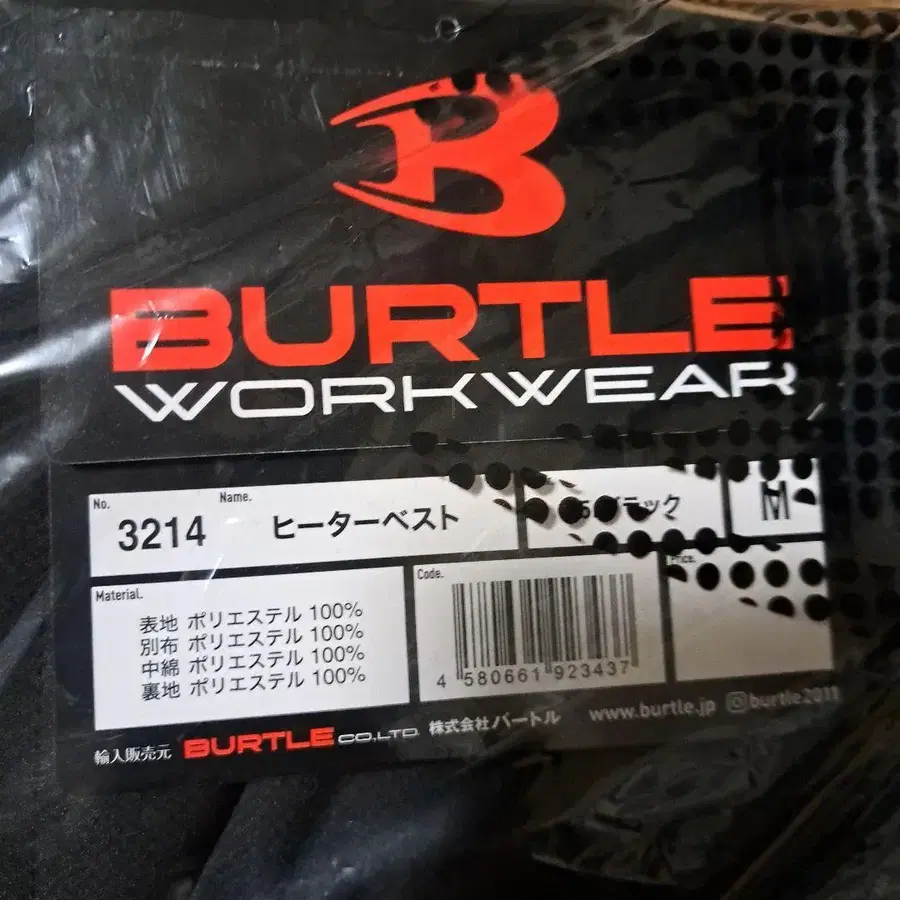 BURTLE
WORKWEAR
No.
3214
Name.
ヒーターベスト
ブラック
M
Material.
表地 ポリエステル 100%
別布 ポリエステル 100%
中綿 ポリエステル 100%
裏地 ポリエステル 100%
Code.
4 580661 923437
Price.
輸入販売元 BURTLE CO.,LTD. 株式会社バートル www.burtle.jp burtle2011